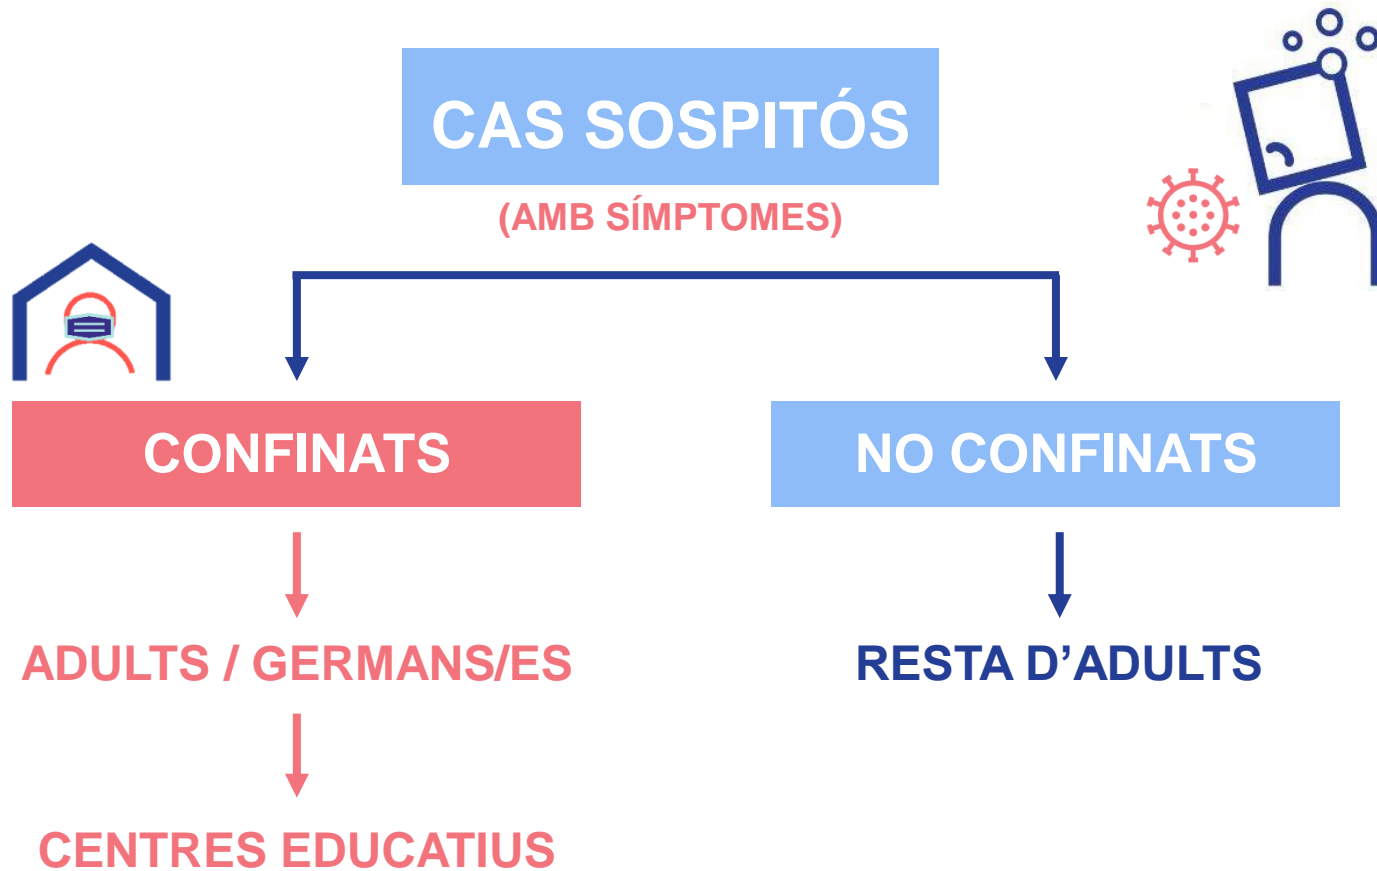 CAS SOSPITÓS
(AMB SÍMPTOMES)
CONFINATS
NO CONFINATS
ADULTS / GERMANS/ES
RESTA D’ADULTS
CENTRES EDUCATIUS